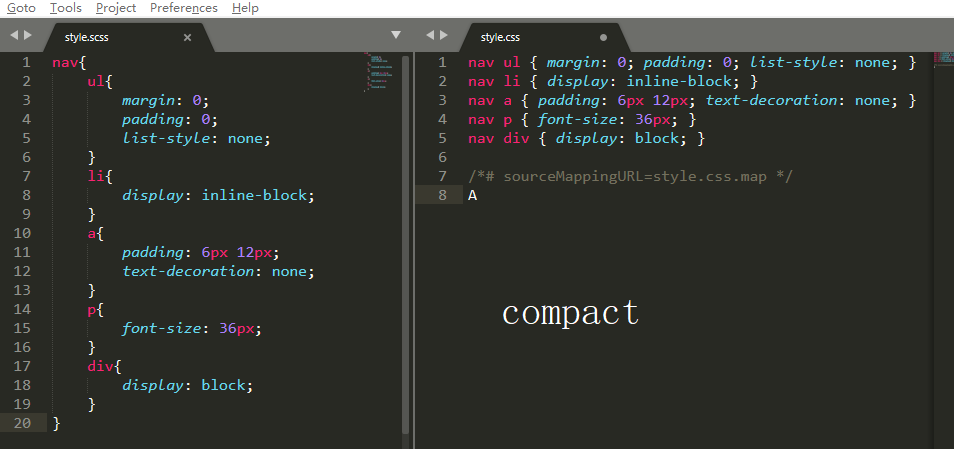 Goto Tools Project Preferences Help
style.scss ×
1 nav{
2 ul{
3 margin: 0;
4 padding: 0;
5 list-style: none;
6 }
7 li{
8 display: inline-block;
9 }
10 a{
11 padding: 6px 12px;
12 text-decoration: none;
13 }
14 p{
15 font-size: 36px;
16 }
17 div{
18 display: block;
19 }
20 }
style.css
1 nav ul { margin: 0; padding: 0; list-style: none; }
2 nav li { display: inline-block; }
3 nav a { padding: 6px 12px; text-decoration: none; }
4 nav p { font-size: 36px; }
5 nav div { display: block; }
6
7 /*# sourceMappingURL=style.css.map */
8 A
compact